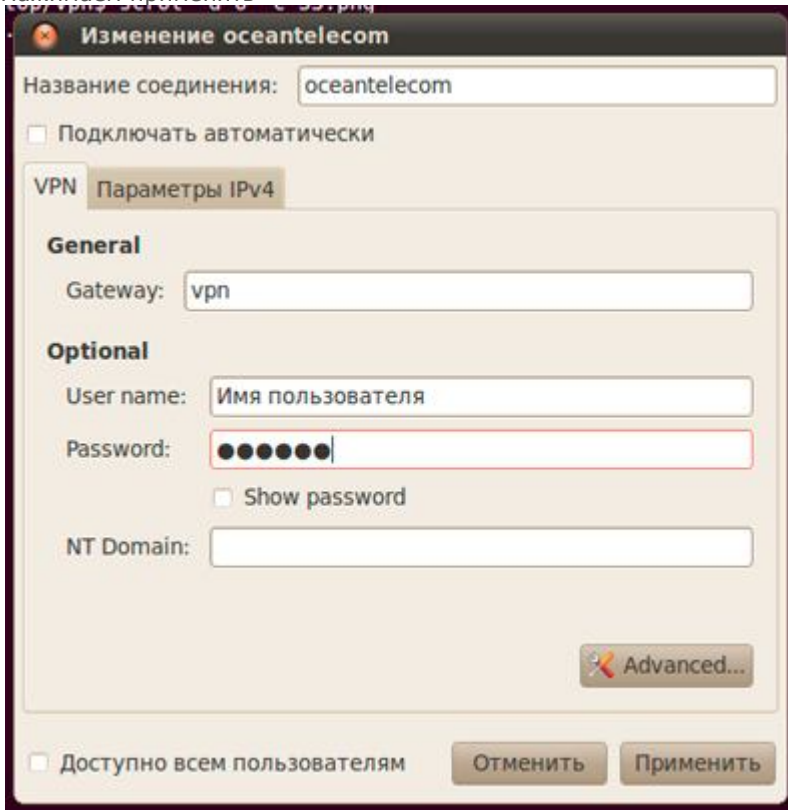 Изменение oceantelecom
Название соединения: oceantelecom
Подключать автоматически
VPN Параметры IPv4
General
Gateway: vpn
Optional
User name: Имя пользователя
Password: ●●●●●●
Show password
NT Domain:
Advanced...
Доступно всем пользователям Отменить Применить